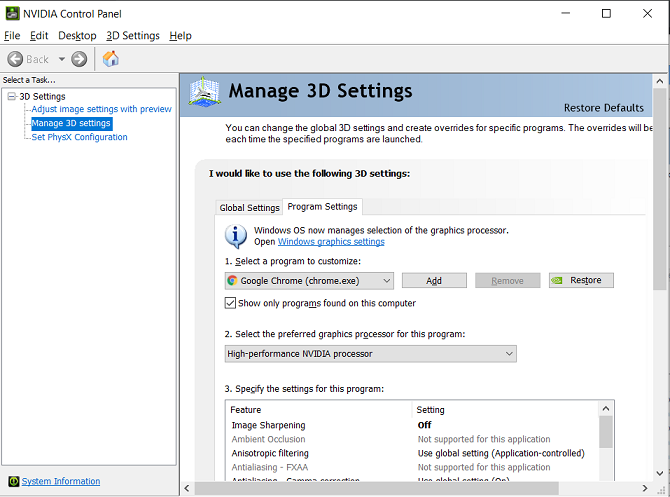 NVIDIA Control Panel
File Edit Desktop 3D Settings Help
Back
Select a Task...
3D Settings
Adjust image settings with preview
Manage 3D settings
Set PhysX Configuration
System Information
Manage 3D Settings
Restore Defaults
You can change the global 3D settings and create overrides for specific programs. The overrides will be
each time the specified programs are launched.
I would like to use the following 3D settings:
Global Settings Program Settings
Windows OS now manages selection of the graphics processor.
Open Windows graphics settings
1. Select a program to customize:
Google Chrome (chrome.exe) Add Remove Restore
Show only programs found on this computer
2. Select the preferred graphics processor for this program:
High-performance NVIDIA processor
3. Specify the settings for this program:
Feature Setting
Image Sharpening Off
Ambient Occlusion Not supported for this application
Anisotropic filtering Use global setting (Application-controlled)
Antialiasing - FXAA Not supported for this application
Antialiasing - Gamma correction Use global setting (On)